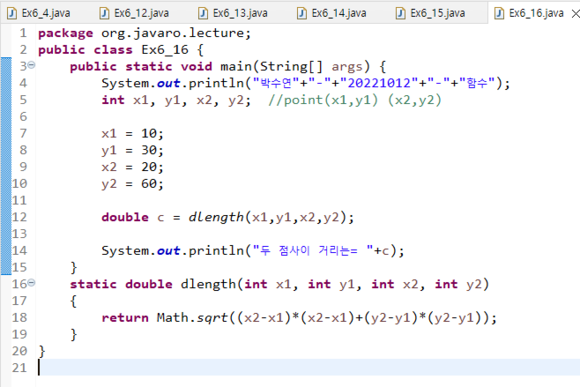 Ex6_4.java Ex6_12.java Ex6_13.java Ex6_14.java Ex6_15.java Ex6_16.java
1 package org.javaro.lecture;
2 public class Ex6_16 {
3 public static void main(String[] args) {
4 System.out.println("박수연"+"-"+"20221012"+"-"+"함수");
5 int x1, y1, x2, y2; //point(x1,y1) (x2,y2)
6
7 x1 = 10;
8 y1 = 30;
9 x2 = 20;
10 y2 = 60;
11
12 double c = dlength(x1,y1,x2,y2);
13
14 System.out.println("두 점사이 거리는= "+c);
15 }
16 static double dlength(int x1, int y1, int x2, int y2)
17 {
18 return Math.sqrt((x2-x1)*(x2-x1)+(y2-y1)*(y2-y1));
19 }
20 }
21